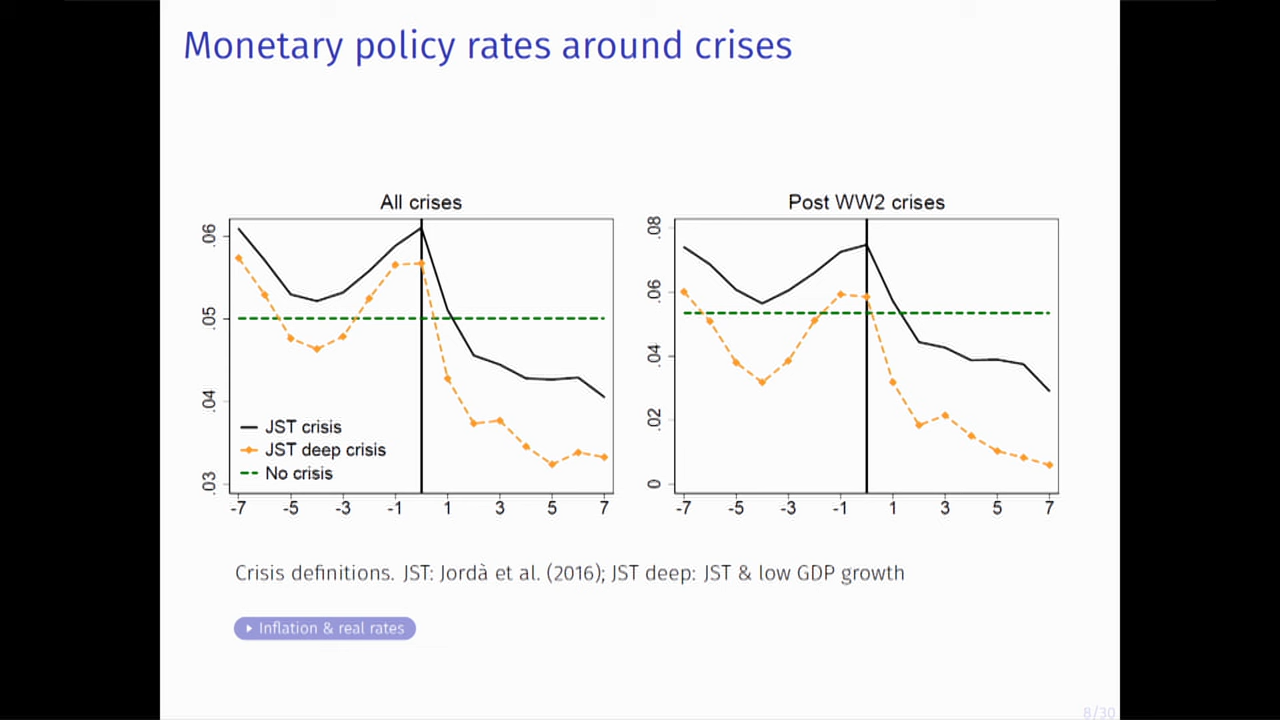 Monetary policy rates around crises
All crises
.06
.05
.04
.03
JST crisis
JST deep crisis
No crisis
-7 -5 -3 -1 1 3 5 7
Post WW2 crises
.08
.06
.04
.02
0
-7 -5 -3 -1 1 3 5 7
Crisis definitions. JST: Jordà et al. (2016); JST deep: JST & low GDP growth
Inflation & real rates
8/30